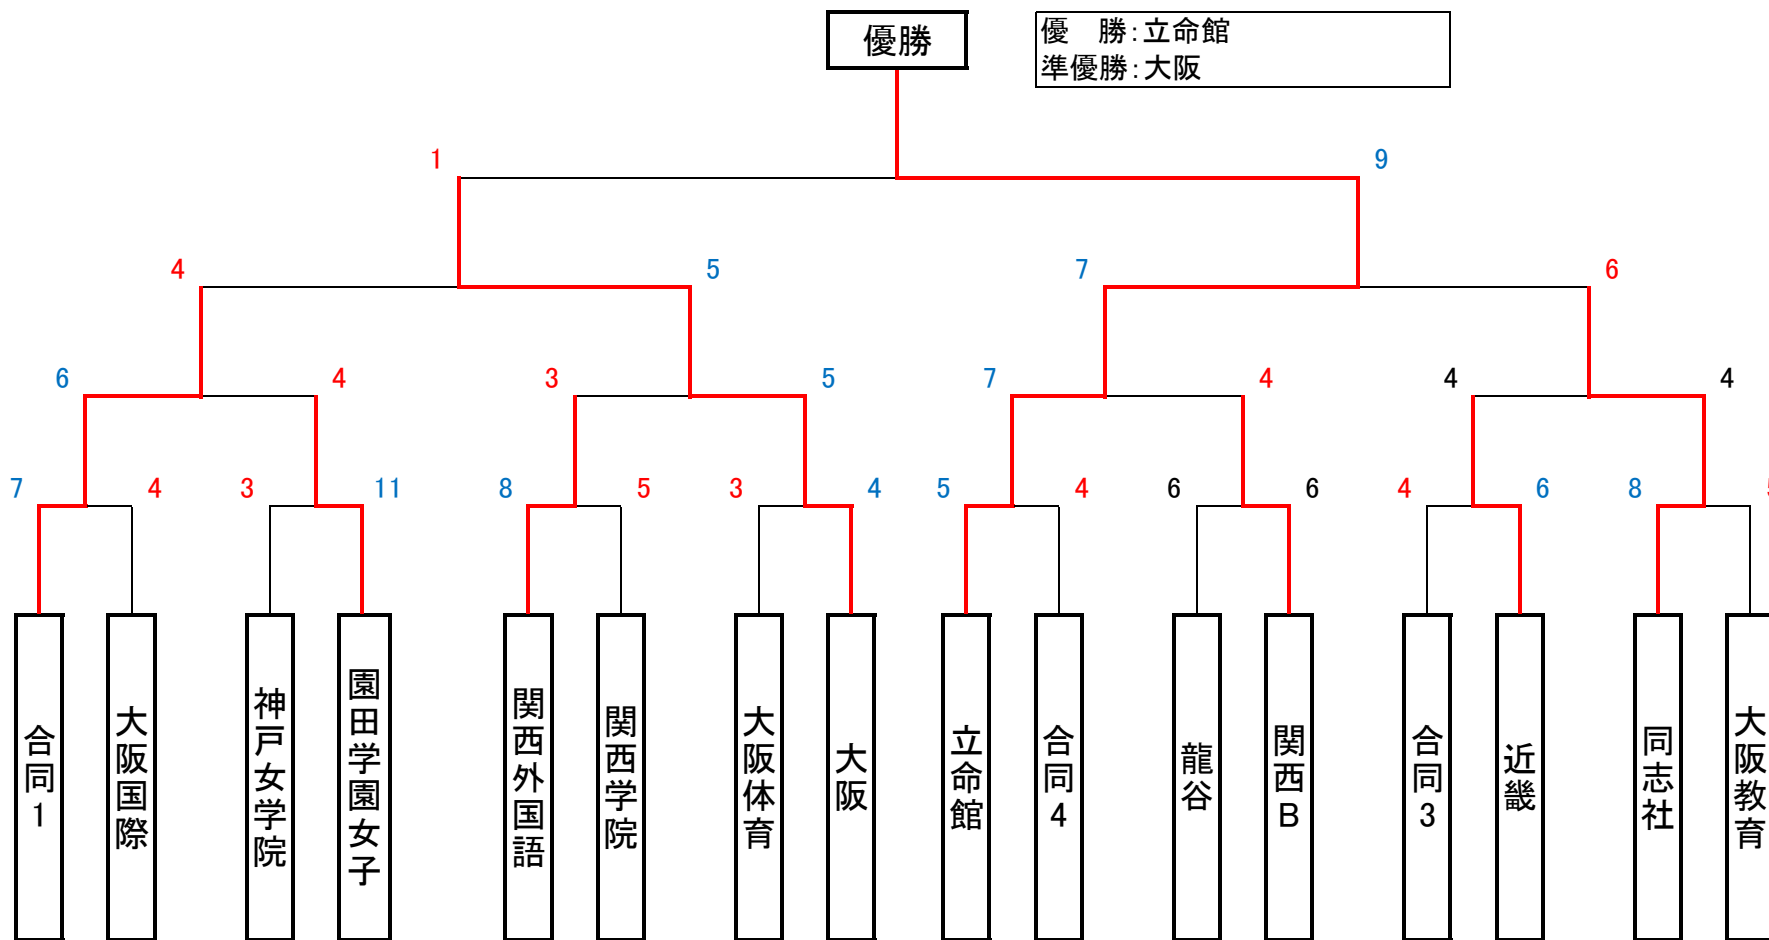 優勝
優　勝：立命館
準優勝：大阪
1
9
4
5
7
6
6
4
3
5
7
4
4
4
7
4
3
11
8
5
3
4
5
4
6
6
4
6
8
合同1
大阪国際
神戸女学院
園田学園女子
関西外国語
関西学院
大阪体育
大阪
立命館
合同4
龍谷
関西B
合同3
近畿
同志社
大阪教育